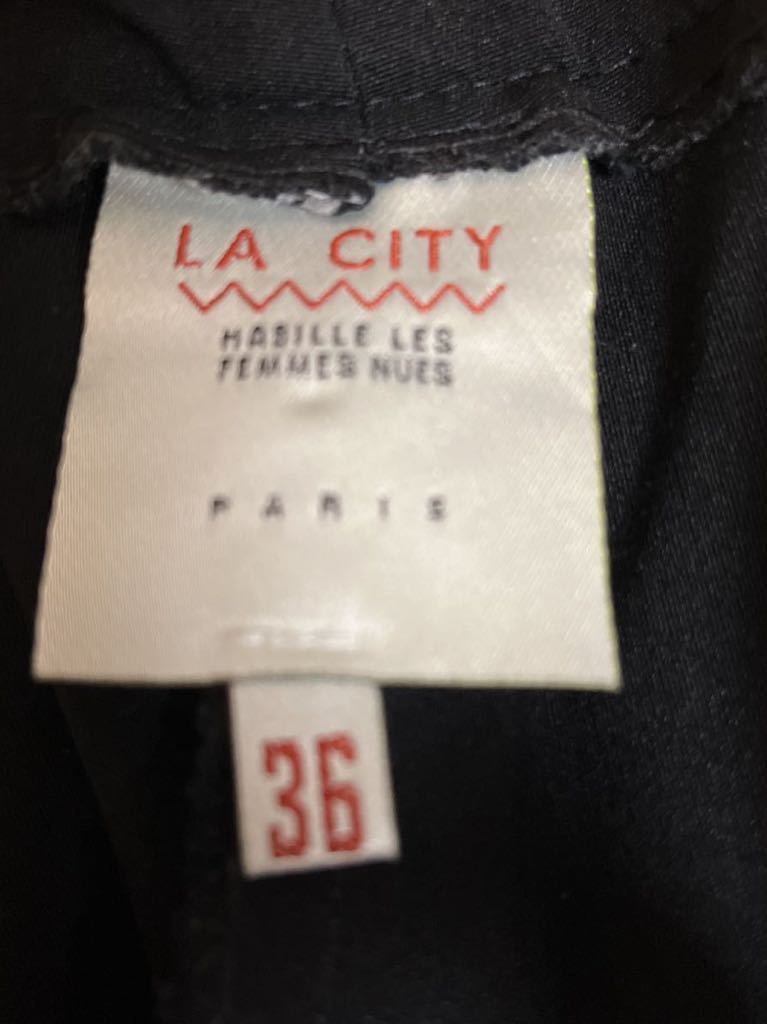 LA CITY
HABILLE LES
FEMMES NUES
PARIS
36